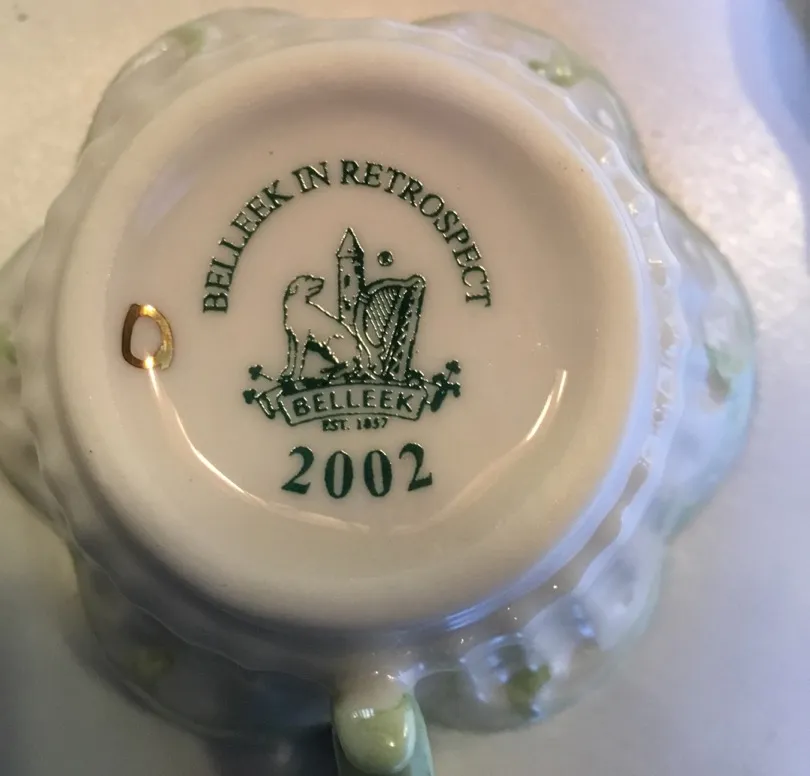 BELLEEK IN RETROSPECT
BELLEEK
EST. 1857
2002